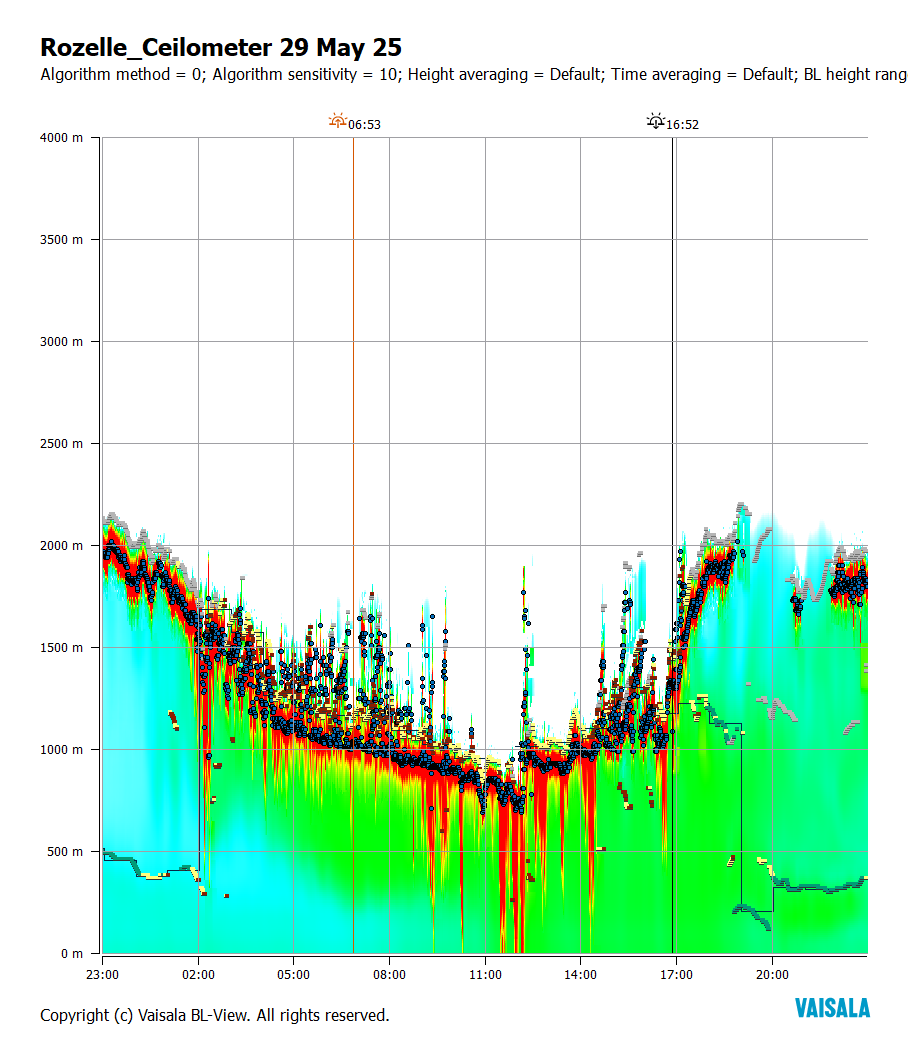 Rozelle_Ceilometer 29 May 25
Algorithm method = 0; Algorithm sensitivity = 10; Height averaging = Default; Time averaging = Default; BL height rang
06:53
16:52
4000 m
3500 m
3000 m
2500 m
2000 m
1500 m
1000 m
500 m
0 m
23:00 02:00 05:00 08:00 11:00 14:00 17:00 20:00
Copyright (c) Vaisala BL-View. All rights reserved.
VAISALA